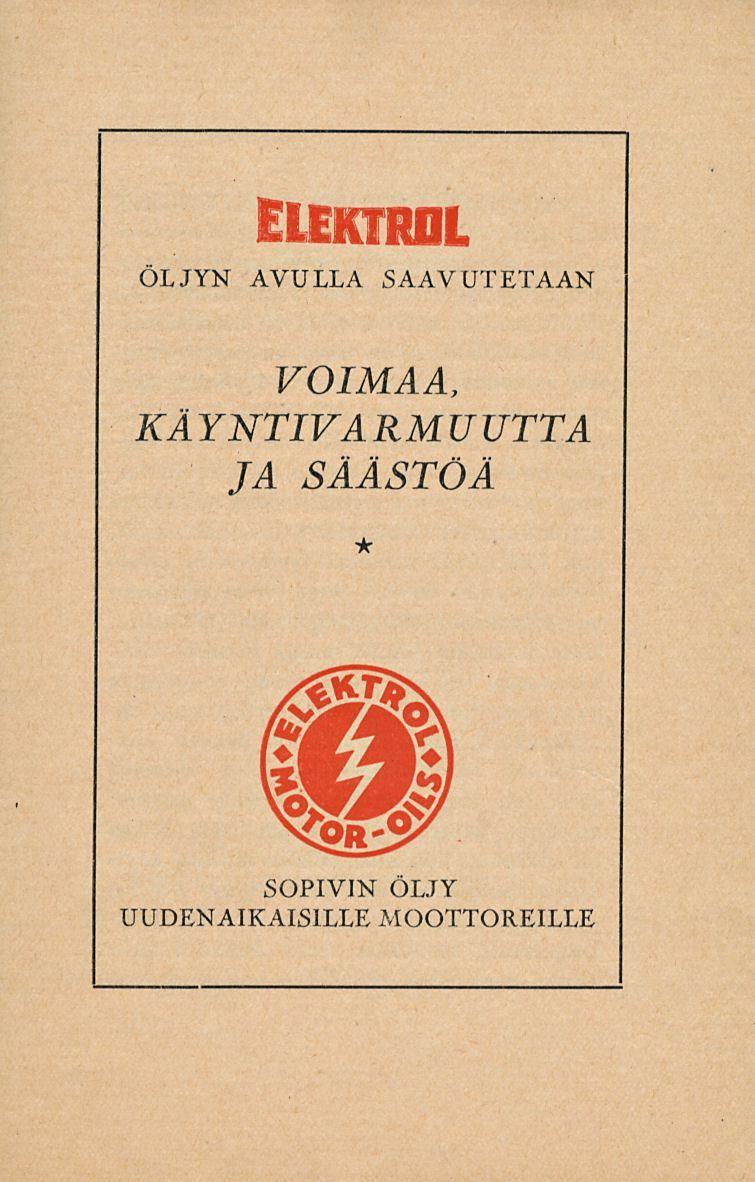 ELEKTROL
ÖLJYN AVULLA SAAVUTETAAN
VOIMAA,
KÄYNTIVARMUUTTA
JA SÄÄSTÖÄ
★
ELEKTROL
MOTOR-OILS
SOPIVIN ÖLJY
UUDENAIKAISILLE MOOTTOREILLE